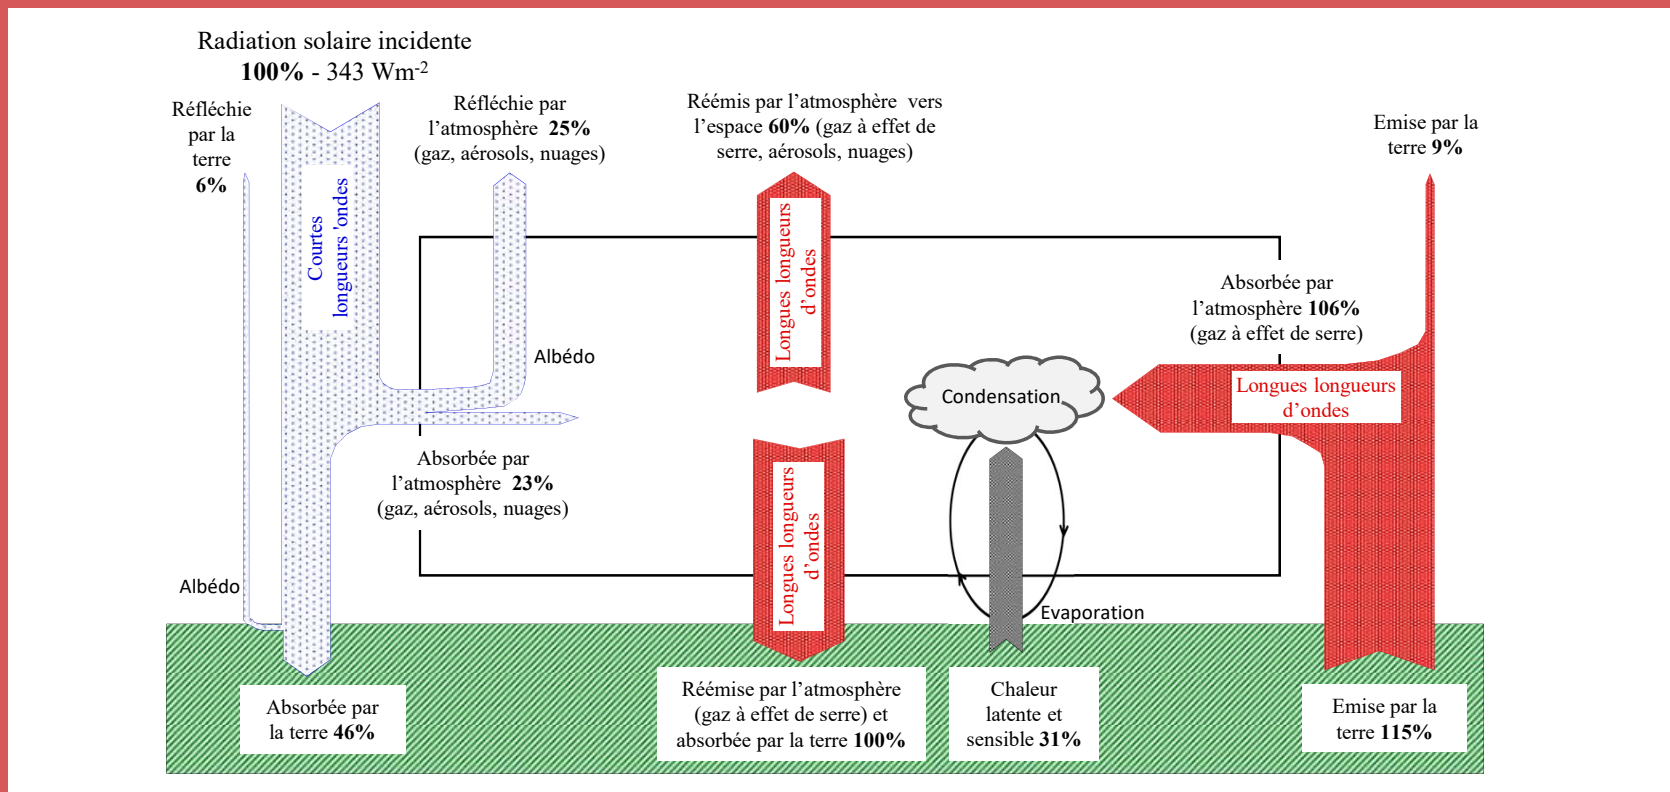 Radiation solaire incidente
100% - 343 Wm-2
Réfléchie
par la
terre
6%
Courtes
longueurs 'ondes
Réfléchie par
l’atmosphère 25%
(gaz, aérosols, nuages)
Réémis par l’atmosphère vers
l’espace 60% (gaz à effet de
serre, aérosols, nuages)
Emise par la
terre 9%
Longues longueurs
d’ondes
Absorbée par
l’atmosphère 106%
(gaz à effet de serre)
Albédo
Condensation
Longues longueurs
d’ondes
Absorbée par
l’atmosphère 23%
(gaz, aérosols, nuages)
Longues longueurs
d’ondes
Albédo
Evaporation
Absorbée par
la terre 46%
Réémise par l’atmosphère
(gaz à effet de serre) et
absorbée par la terre 100%
Chaleur
latente et
sensible 31%
Emise par la
terre 115%